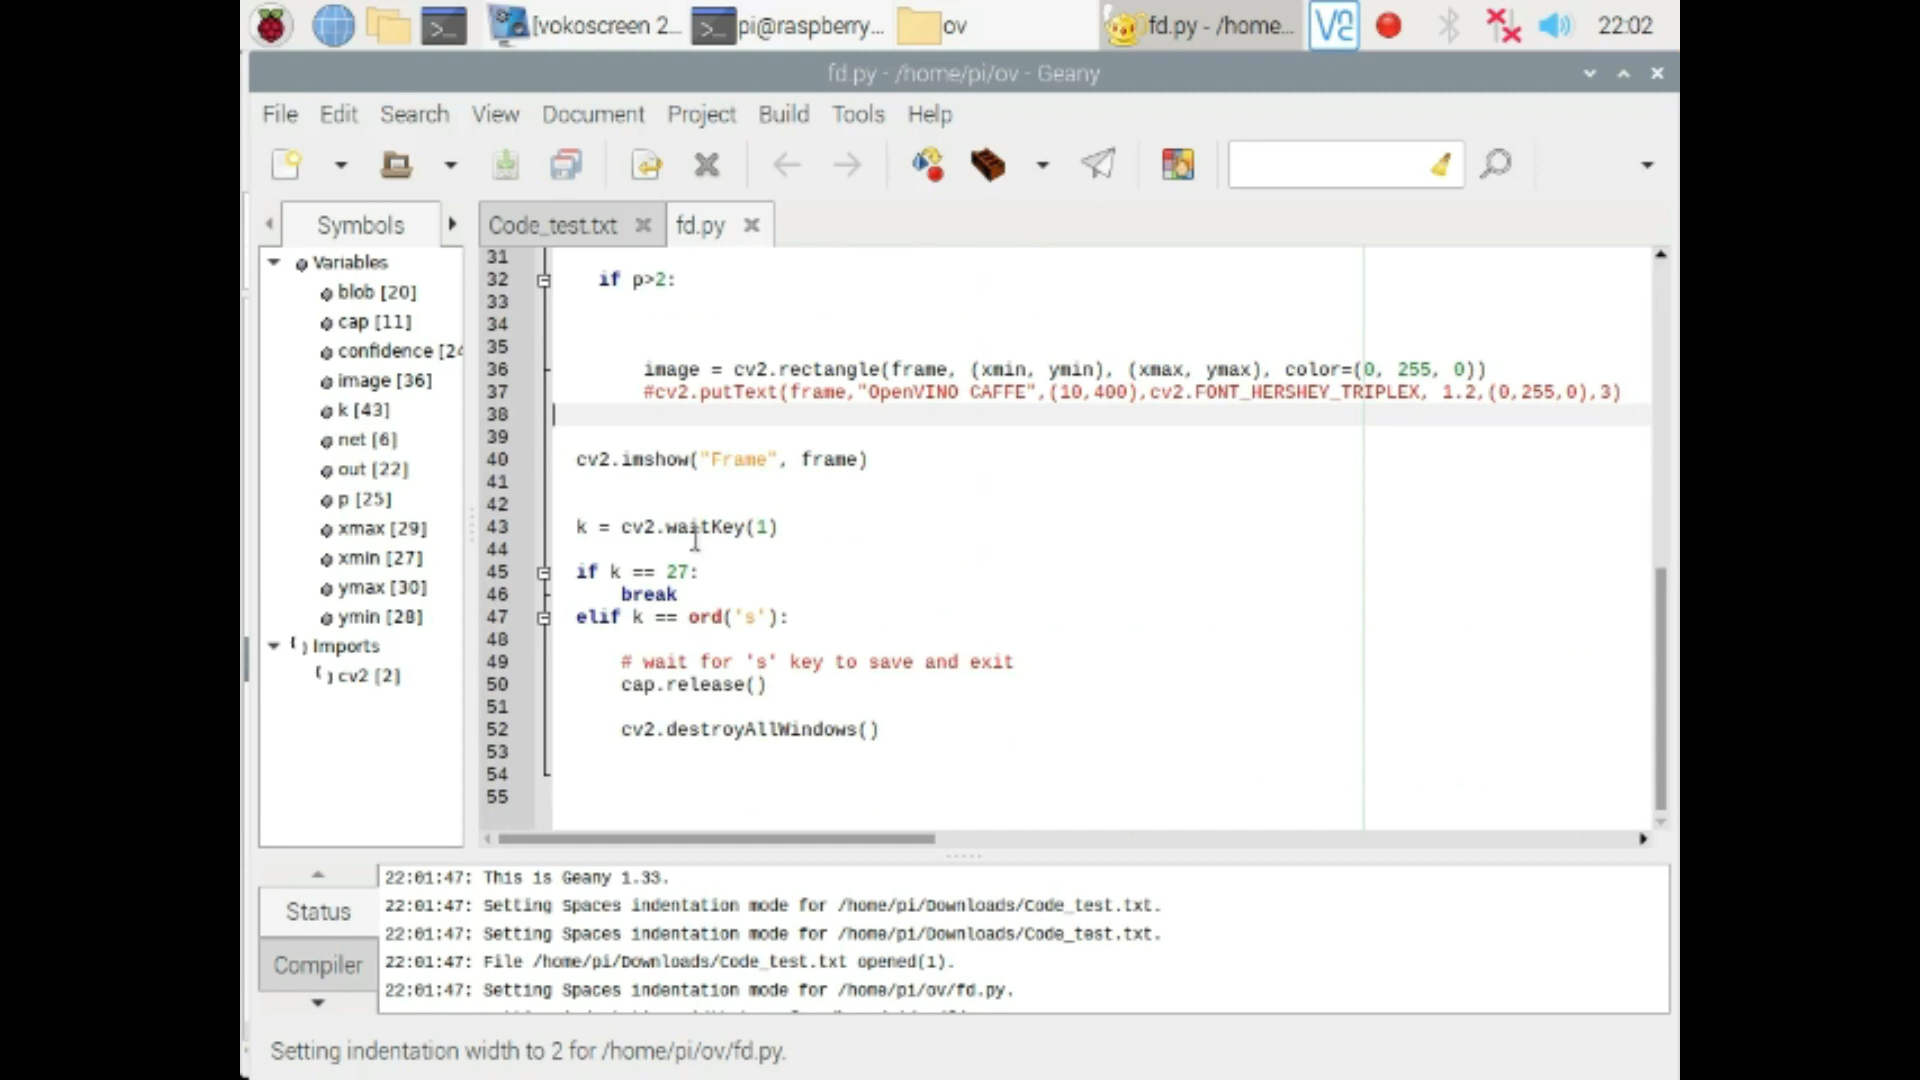 [vokoscreen 2... pi@raspberry... ov fd.py - /home... 22:02
fd.py - /home/pi/ov - Geany
File Edit Search View Document Project Build Tools Help
Symbols Code_test.txt fd.py
Variables
blob [20]
cap [11]
confidence [24
image [36]
k [43]
net [6]
out [22]
p [25]
xmax [29]
xmin [27]
ymax [30]
ymin [28]
Imports
cv2 [2]
31
32 if p>2:
33
34
35
36 image = cv2.rectangle(frame, (xmin, ymin), (xmax, ymax), color=(0, 255, 0))
37 #cv2.putText(frame,"OpenVINO CAFFE",(10,400),cv2.FONT_HERSHEY_TRIPLEX, 1.2,(0,255,0),3)
38
39
40 cv2.imshow("Frame", frame)
41
42
43 k = cv2.waitKey(1)
44
45 if k == 27:
46 break
47 elif k == ord('s'):
48
49 # wait for 's' key to save and exit
50 cap.release()
51
52 cv2.destroyAllWindows()
53
54
55
Status
Compiler
22:01:47: This is Geany 1.33.
22:01:47: Setting Spaces indentation mode for /home/pi/Downloads/Code_test.txt.
22:01:47: Setting Spaces indentation mode for /home/pi/Downloads/Code_test.txt.
22:01:47: File /home/pi/Downloads/Code_test.txt opened(1).
22:01:47: Setting Spaces indentation mode for /home/pi/ov/fd.py.
Setting indentation width to 2 for /home/pi/ov/fd.py.